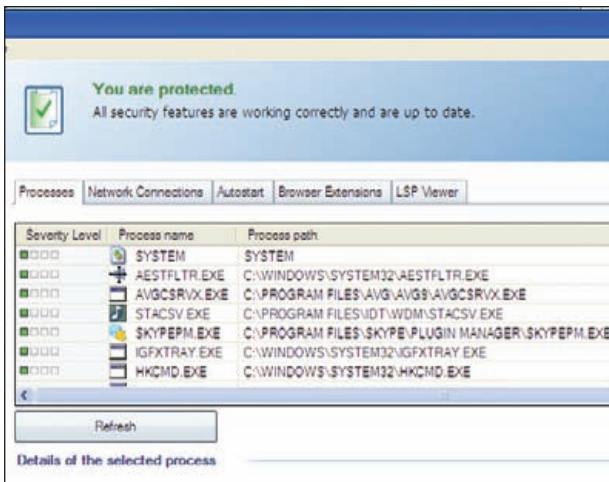 You are protected.
All security features are working correctly and are up to date.
Processes Network Connections Autostart Browser Extensions LSP Viewer
Severity Level Process name Process path
SYSTEM SYSTEM
AESTFLTR.EXE C:\WINDOWS\SYSTEM32\AESTFLTR.EXE
AVGCSRVX.EXE C:\PROGRAM FILES\AVG\AVG9\AVGCSRVX.EXE
STACSV.EXE C:\PROGRAM FILES\IDT\WDM\STACSV.EXE
SKYPEPM.EXE C:\PROGRAM FILES\SKYPE\PLUGIN MANAGER\SKYPEPM.EXE
IGFXTRAY.EXE C:\WINDOWS\SYSTEM32\IGFXTRAY.EXE
HKCMD.EXE C:\WINDOWS\SYSTEM32\HKCMD.EXE
Refresh
Details of the selected process